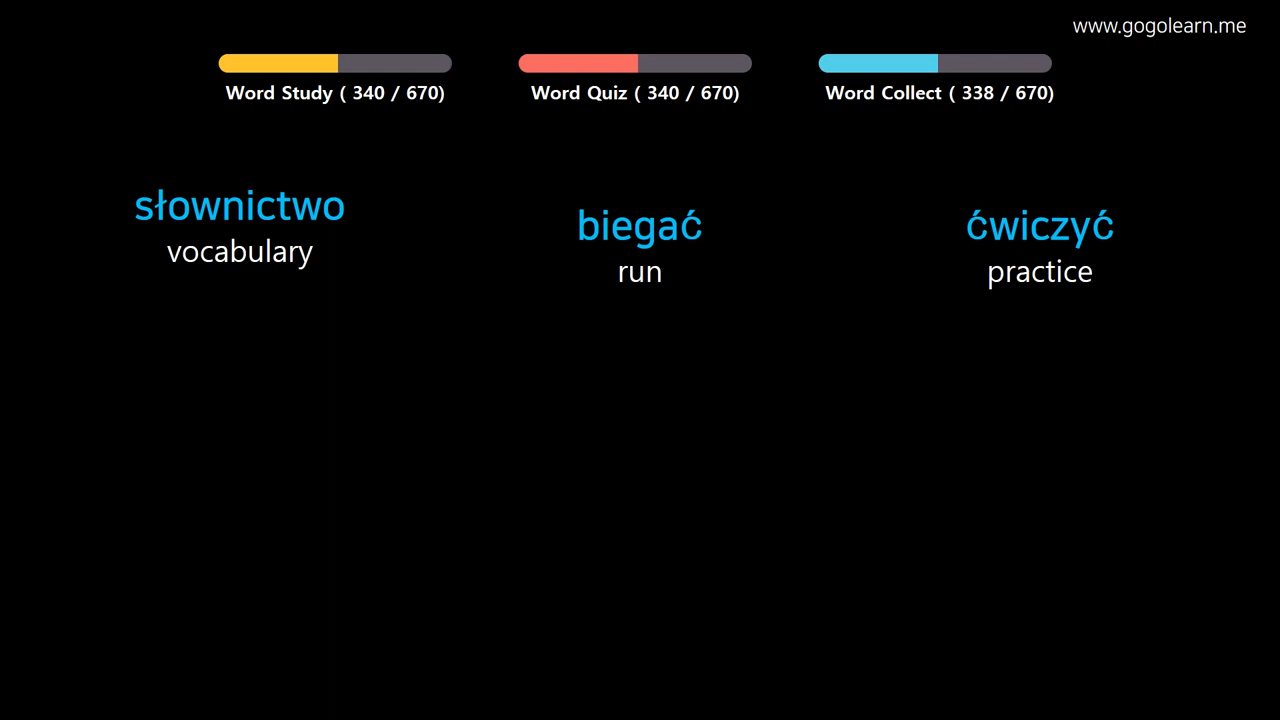 www.gogolearn.me
Word Study ( 340 / 670)
Word Quiz ( 340 / 670)
Word Collect ( 338 / 670)
słownictwo
vocabulary
biegać
run
ćwiczyć
practice